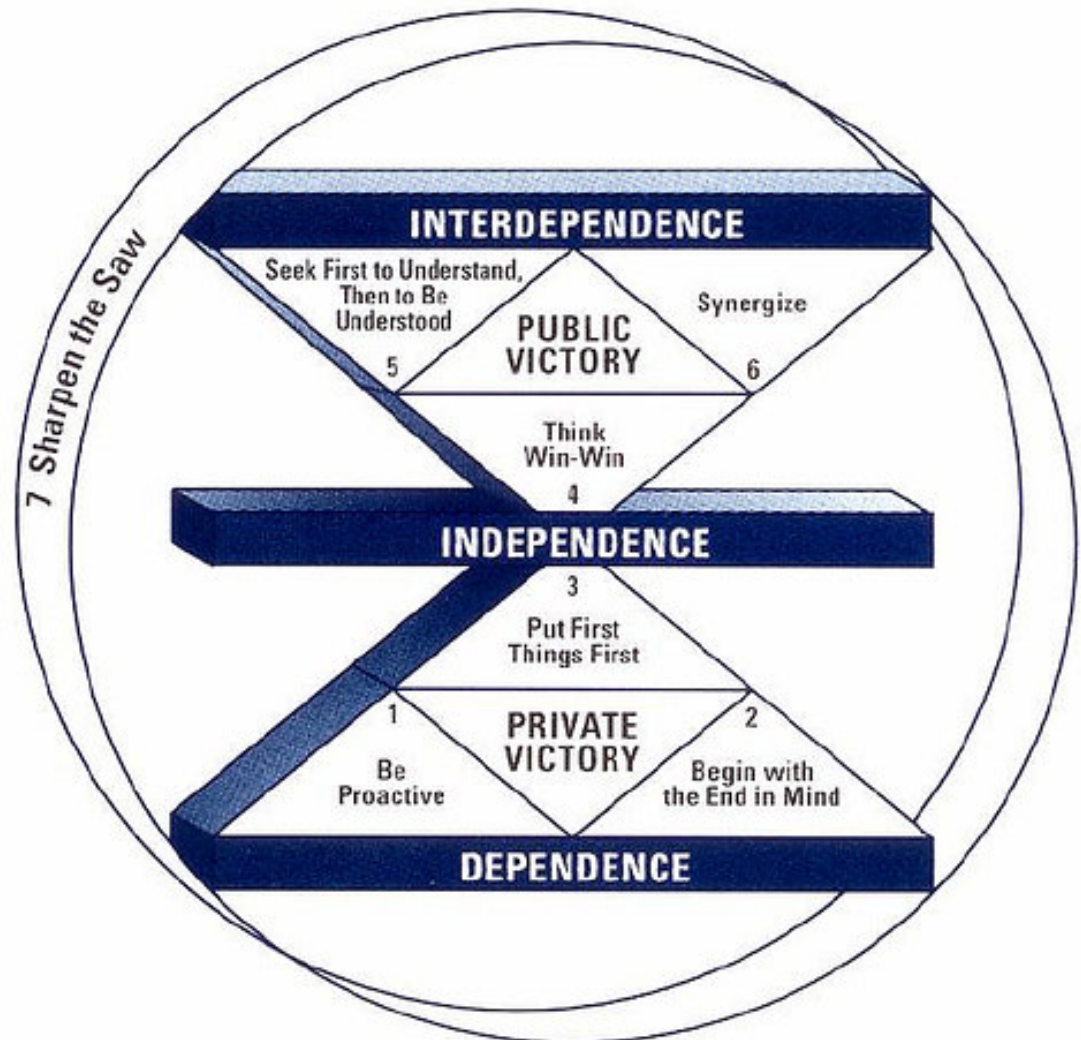 7 Sharpen the Saw
INTERDEPENDENCE
Seek First to Understand,
Then to Be
Understood
5
PUBLIC
VICTORY
Synergize
6
Think
Win-Win
4
INDEPENDENCE
3
Put First
Things First
1
Be
Proactive
PRIVATE
VICTORY
2
Begin with
the End in Mind
DEPENDENCE